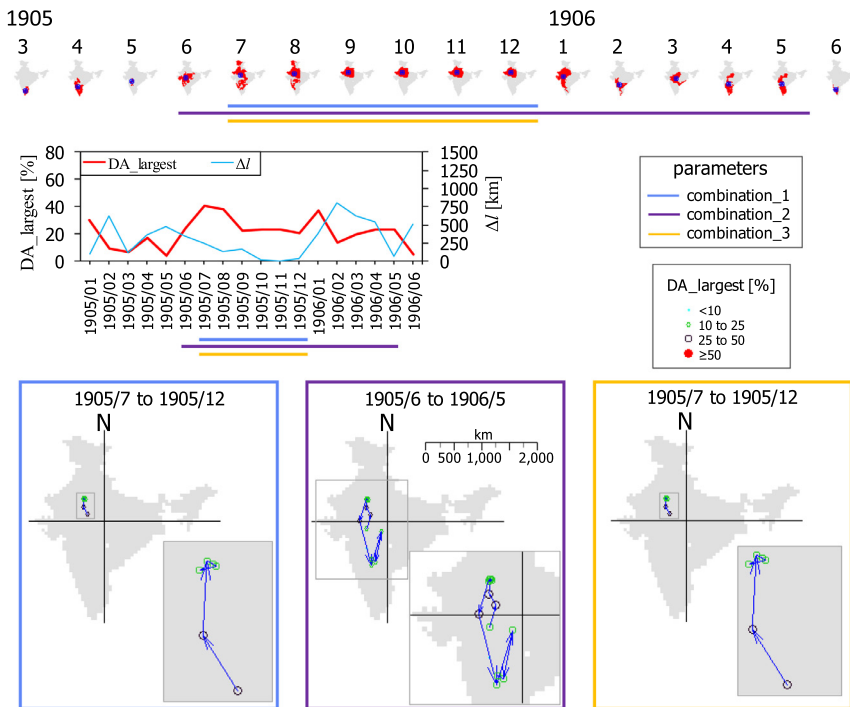 1905 1906
3 4 5 6 7 8 9 10 11 12 1 2 3 4 5 6
DA_largest Δl
DA_largest [%]
80
60
40
20
0
1500
1250
1000
750
500
250
0
Δl [km]
1905/01
1905/02
1905/03
1905/04
1905/05
1905/06
1905/07
1905/08
1905/09
1905/10
1905/11
1905/12
1906/01
1906/02
1906/03
1906/04
1906/05
1906/06
parameters
combination_1
combination_2
combination_3
DA_largest [%]
<10
10 to 25
25 to 50
≥50
1905/7 to 1905/12
N
1905/6 to 1906/5
N
km
0 500 1,000 2,000
1905/7 to 1905/12
N